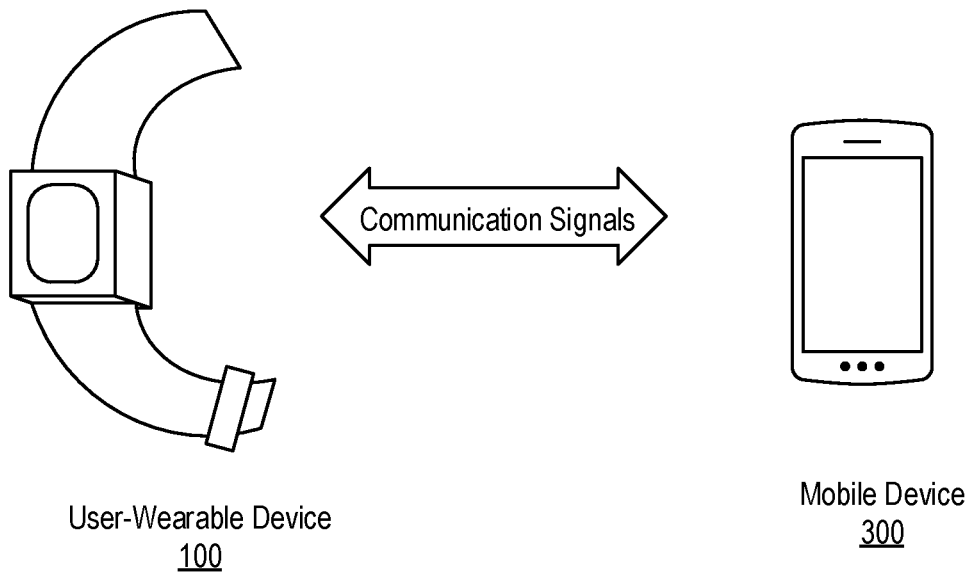 Communication Signals
User-Wearable Device
100
Mobile Device
300